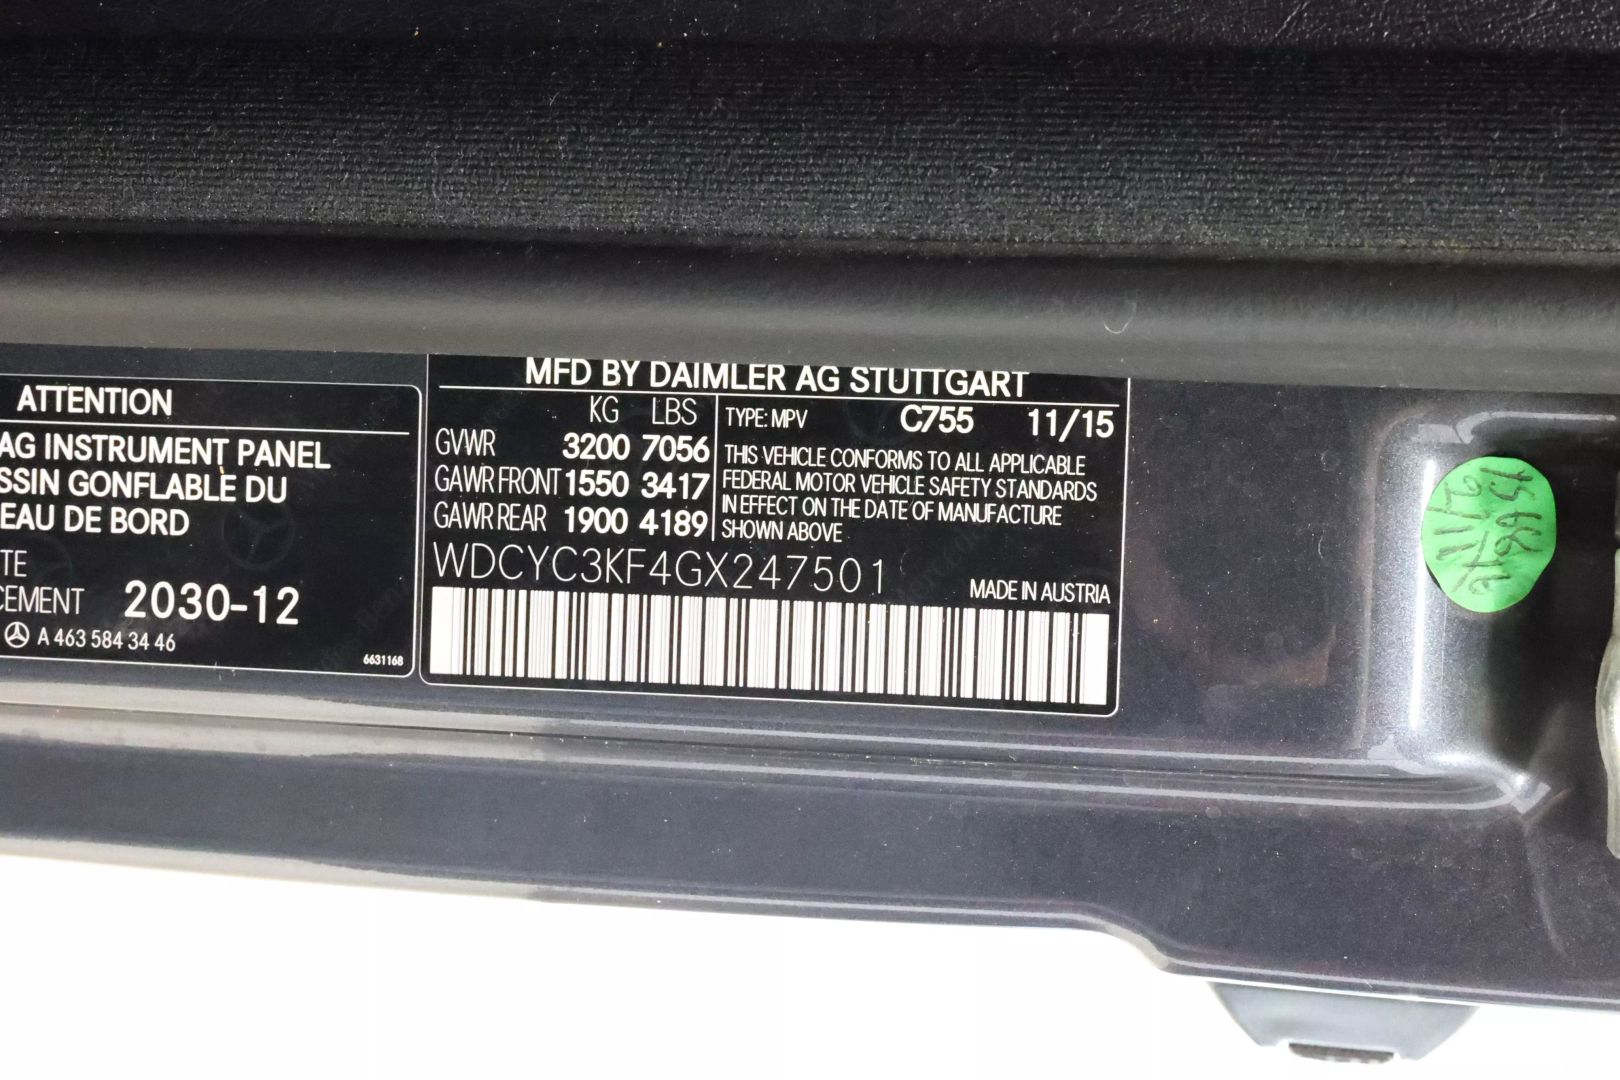 ATTENTION
AG INSTRUMENT PANEL
SSIN GONFLABLE DU
EAU DE BORD
TE
CEMENT 2030-12
A 463 584 34 46
6631168
MFD BY DAIMLER AG STUTTGART
KG LBS
GVWR 3200 7056
GAWR FRONT 1550 3417
GAWR REAR 1900 4189
TYPE: MPV C755 11/15
THIS VEHICLE CONFORMS TO ALL APPLICABLE
FEDERAL MOTOR VEHICLE SAFETY STANDARDS
IN EFFECT ON THE DATE OF MANUFACTURE
SHOWN ABOVE
WDCYC3KF4GX247501
MADE IN AUSTRIA